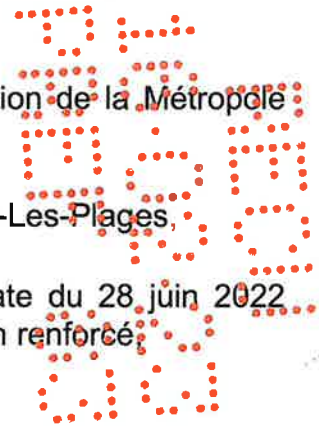 ion de la Métropole
-Les-Plages,
ate du 28 juin 2022
n renforcé,